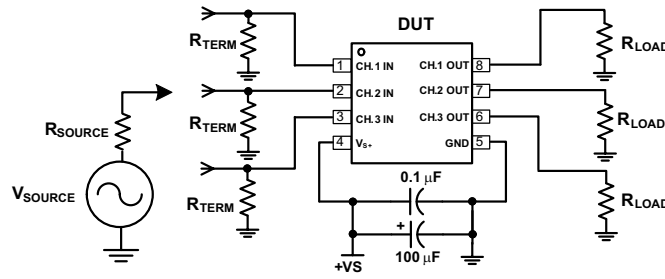 DUT
RTERM
RLOAD
1 CH.1 IN CH.1 OUT 8
2 CH.2 IN CH.2 OUT 7
RSOURCE
RTERM
RLOAD
3 CH.3 IN CH.3 OUT 6
4 VS+ GND 5
VSOURCE
RTERM
0.1 µF
RLOAD
+
100 µF
+VS